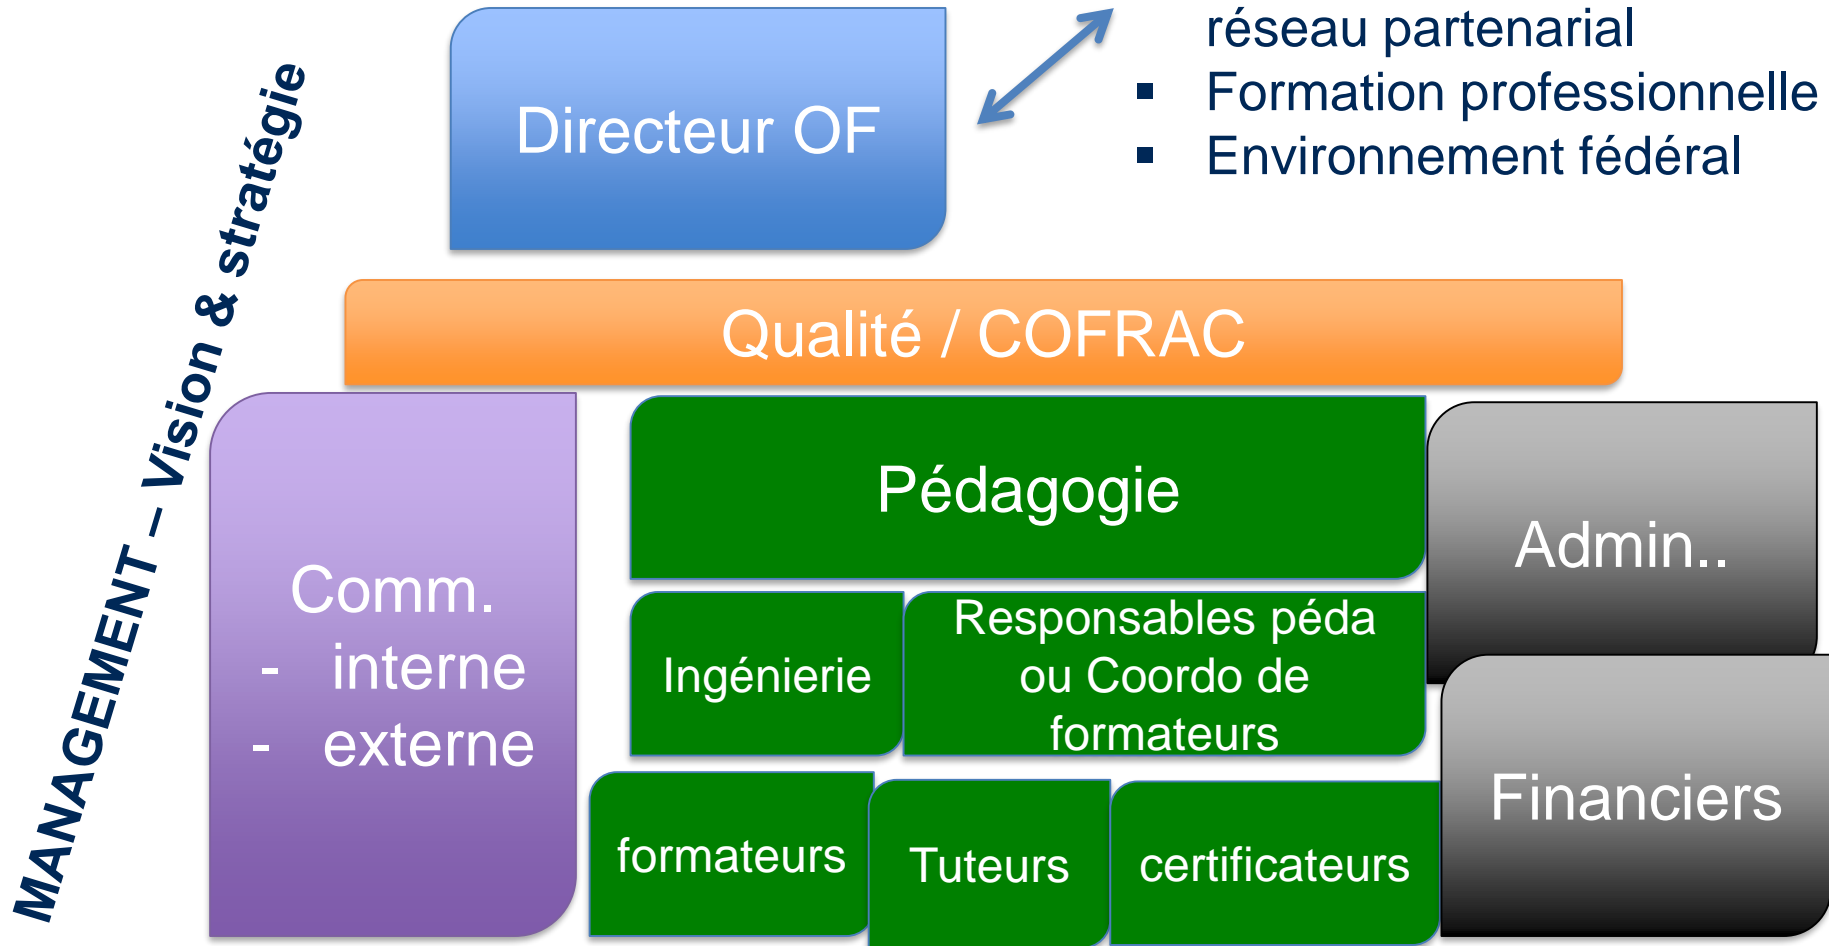 réseau partenarial
▪ Formation professionnelle
▪ Environnement fédéral
Directeur OF
MANAGEMENT – Vision & stratégie
Qualité / COFRAC
Comm.
- interne
- externe
Pédagogie
Admin..
Ingénierie
Responsables péda
ou Coordo de
formateurs
Financiers
formateurs
Tuteurs
certificateurs